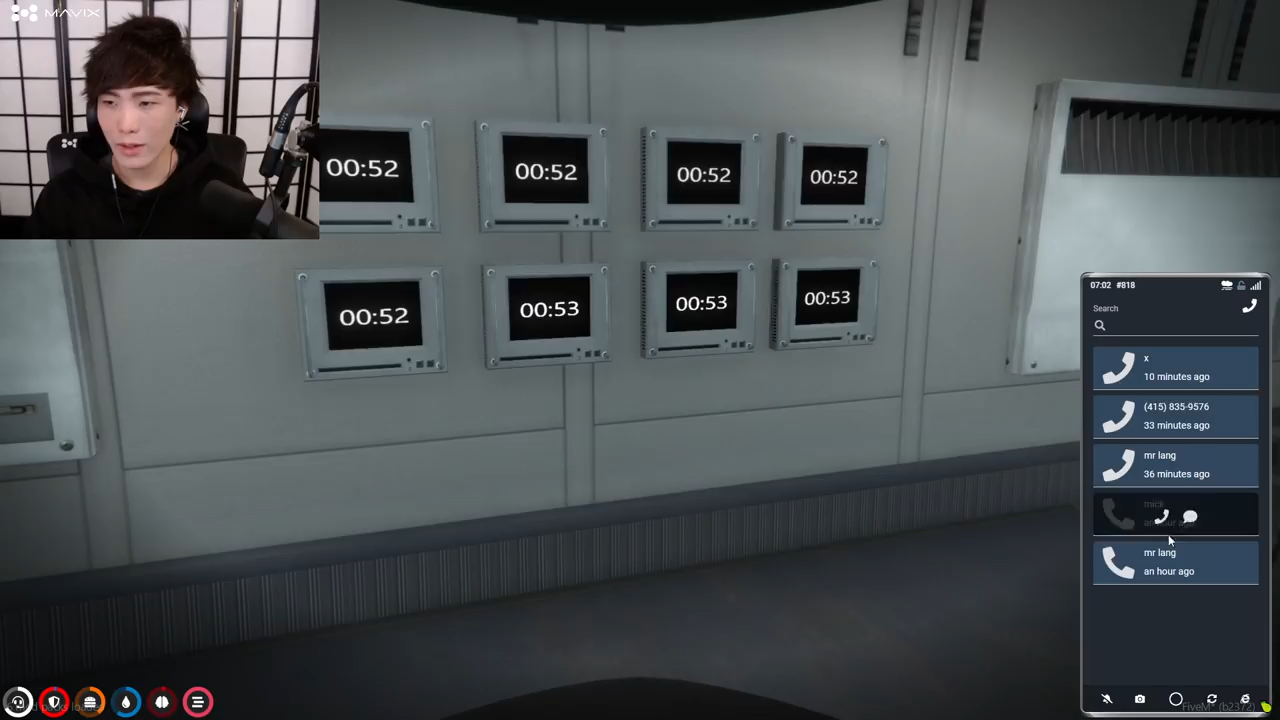 MAVIX
00:52
00:52
00:52
00:52
00:52
00:53
00:53
00:53
07:02 #818
Search
x
10 minutes ago
(415) 835-9576
33 minutes ago
mr lang
36 minutes ago
mr lang
an hour ago
FiveM* (b2372)